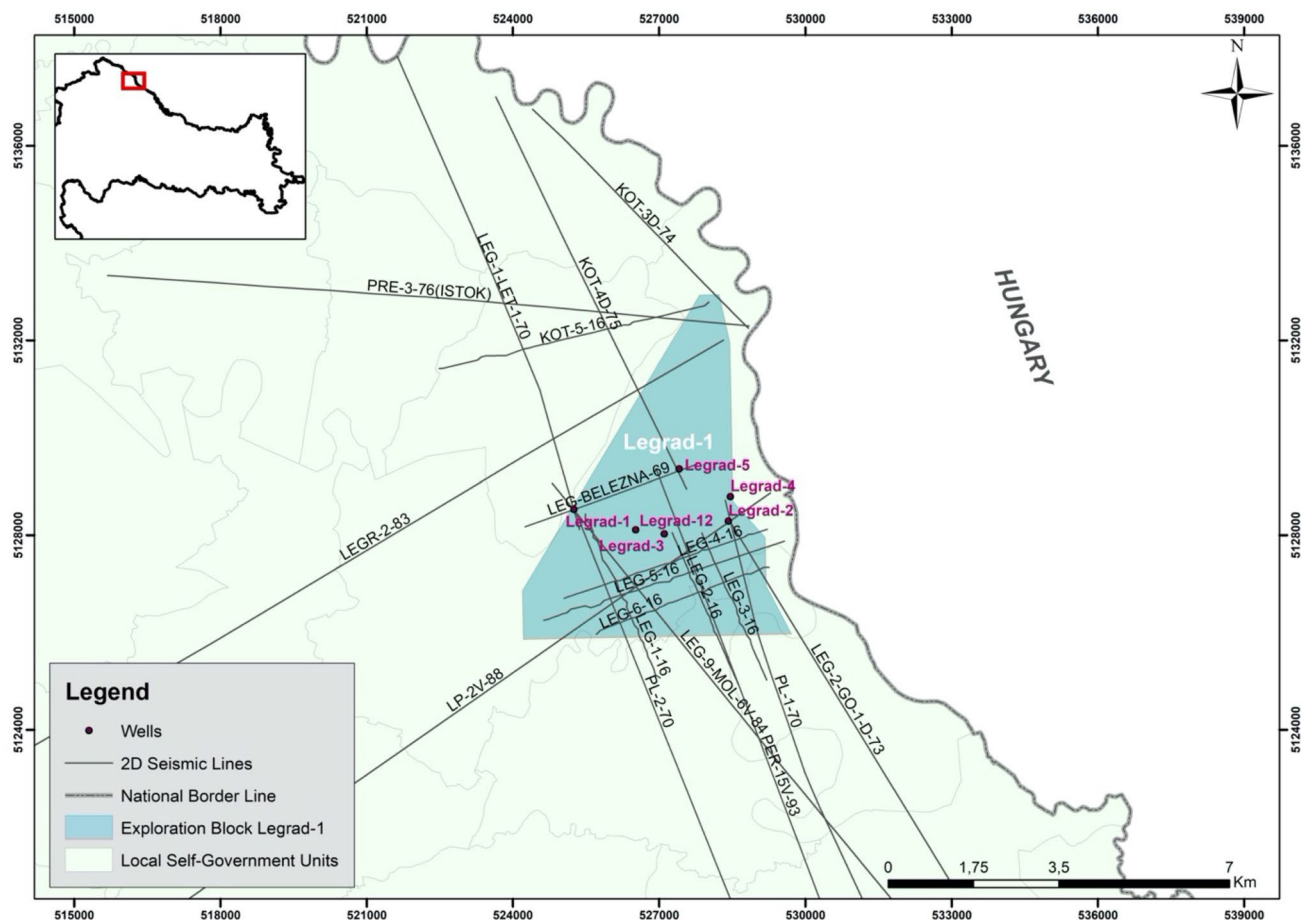 515000 518000 521000 524000 527000 530000 533000 536000 539000
N
5136000 5136000
KOT-3D-74
LEG-1-LET-1-70
KOT-4D-75
HUNGARY
PRE-3-76(ISTOK)
KOT-5-16
5132000 5132000
Legrad-1
Legrad-5
LEG-BELEZNA-69
Legrad-4
Legrad-2
Legrad-1 Legrad-12
LEGR-2-83
5128000 5128000
Legrad-3
LEG-4-16
LEG-5-16
LEG-2-16
LEG-3-16
LEG-6-16
LEG-1-16
LEG-9-MOL-6V-84
LEG-2-GO-1-D-73
LP-2V-88
PL-2-70
PL-1-70
PER-15V-93
5124000 5124000
Legend
Wells
2D Seismic Lines
National Border Line
Exploration Block Legrad-1
Local Self-Government Units
0 1,75 3,5 7
Km
515000 518000 521000 524000 527000 530000 533000 536000 539000